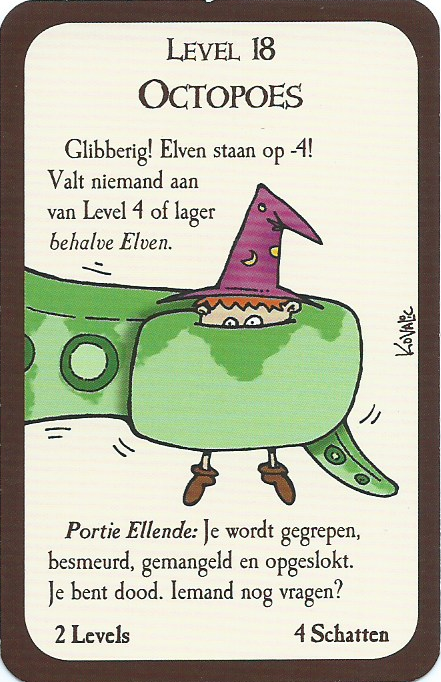 Level 18
Octopoes
Glibberig! Elven staan op -4!
Valt niemand aan
van Level 4 of lager
behalve Elven.
Kovalic
Portie Ellende: Je wordt gegrepen,
besmeurd, gemangeld en opgeslokt.
Je bent dood. Iemand nog vragen?
2 Levels
4 Schatten